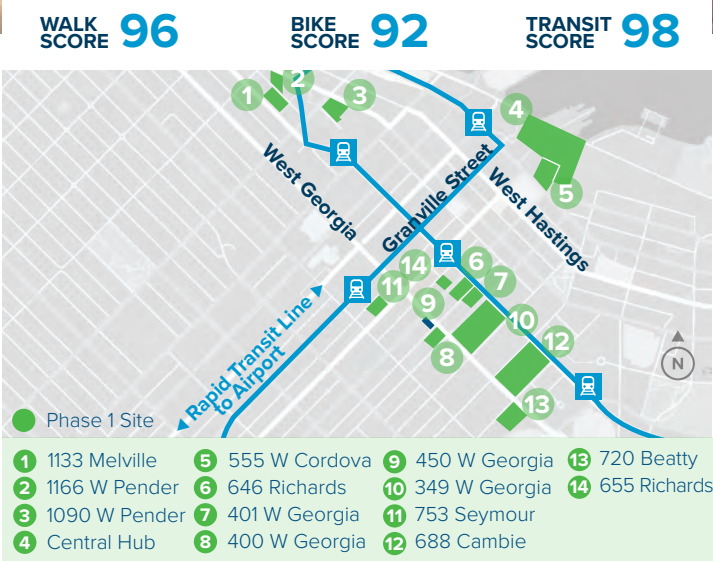 WALK SCORE 96
BIKE SCORE 92
TRANSIT SCORE 98
1
2
3
4
5
West Georgia
Granville Street
West Hastings
14
6
7
11
9
10
8
12
13
Rapid Transit Line
to Airport
N
Phase 1 Site
1 1133 Melville
2 1166 W Pender
3 1090 W Pender
4 Central Hub
5 555 W Cordova
6 646 Richards
7 401 W Georgia
8 400 W Georgia
9 450 W Georgia
10 349 W Georgia
11 753 Seymour
12 688 Cambie
13 720 Beatty
14 655 Richards